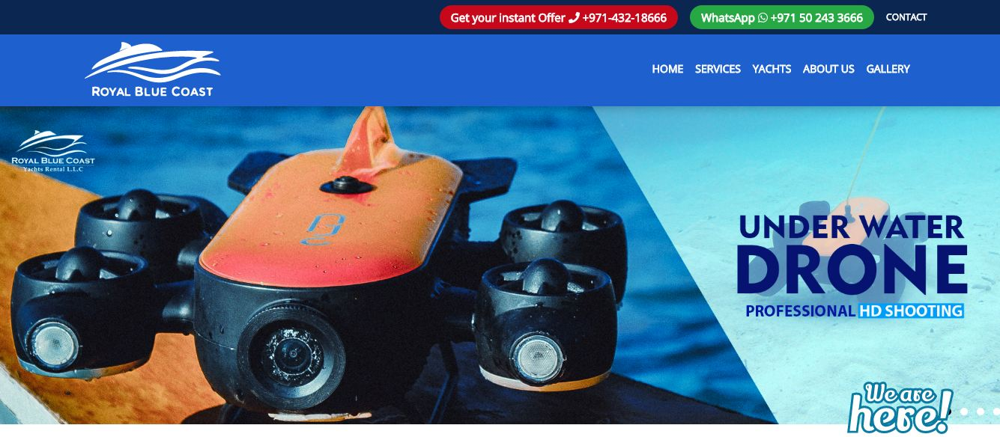 Get your instant Offer +971-432-18666
WhatsApp +971 50 243 3666
CONTACT
ROYAL BLUE COAST
HOME
SERVICES
YACHTS
ABOUT US
GALLERY
ROYAL BLUE COAST
Yachts Rental L.L.C
UNDER WATER
DRONE
PROFESSIONAL HD SHOOTING
We are
here!